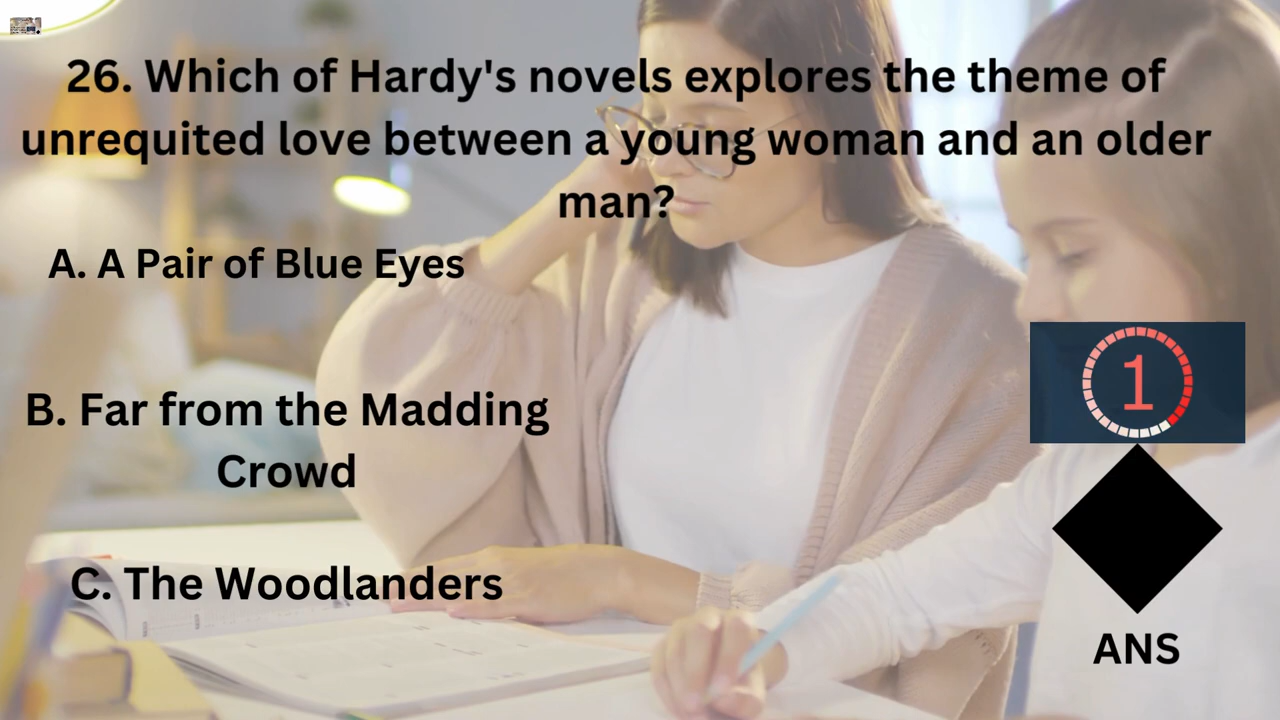 26. Which of Hardy's novels explores the theme of
unrequited love between a young woman and an older
man?
A. A Pair of Blue Eyes
B. Far from the Madding
Crowd
C. The Woodlanders
1
ANS